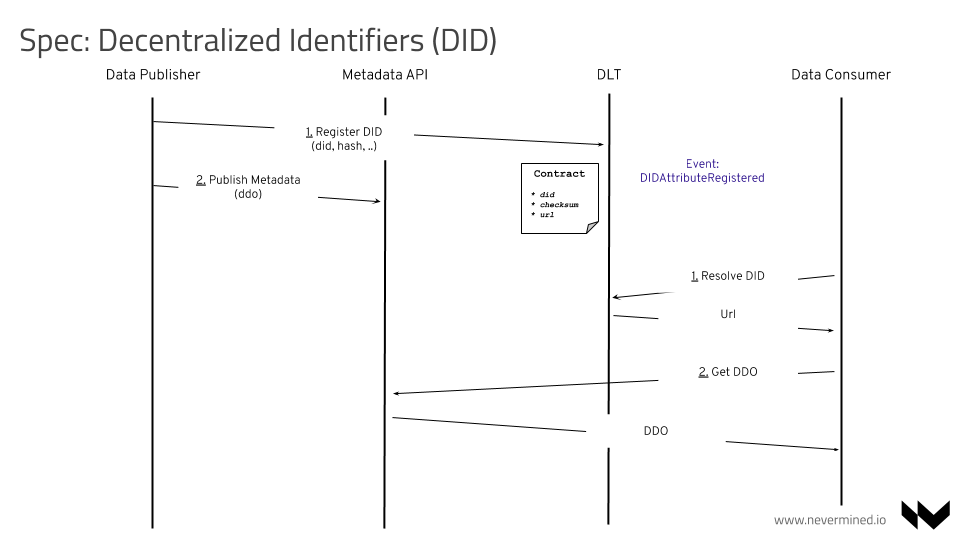 Spec: Decentralized Identifiers (DID)
Data Publisher
Metadata API
DLT
Data Consumer
1. Register DID
(did, hash, ..)
2. Publish Metadata
(ddo)
Contract
* did
* checksum
* url
Event:
DIDAttributeRegistered
1. Resolve DID
Url
2. Get DDO
DDO
www.nevermined.io